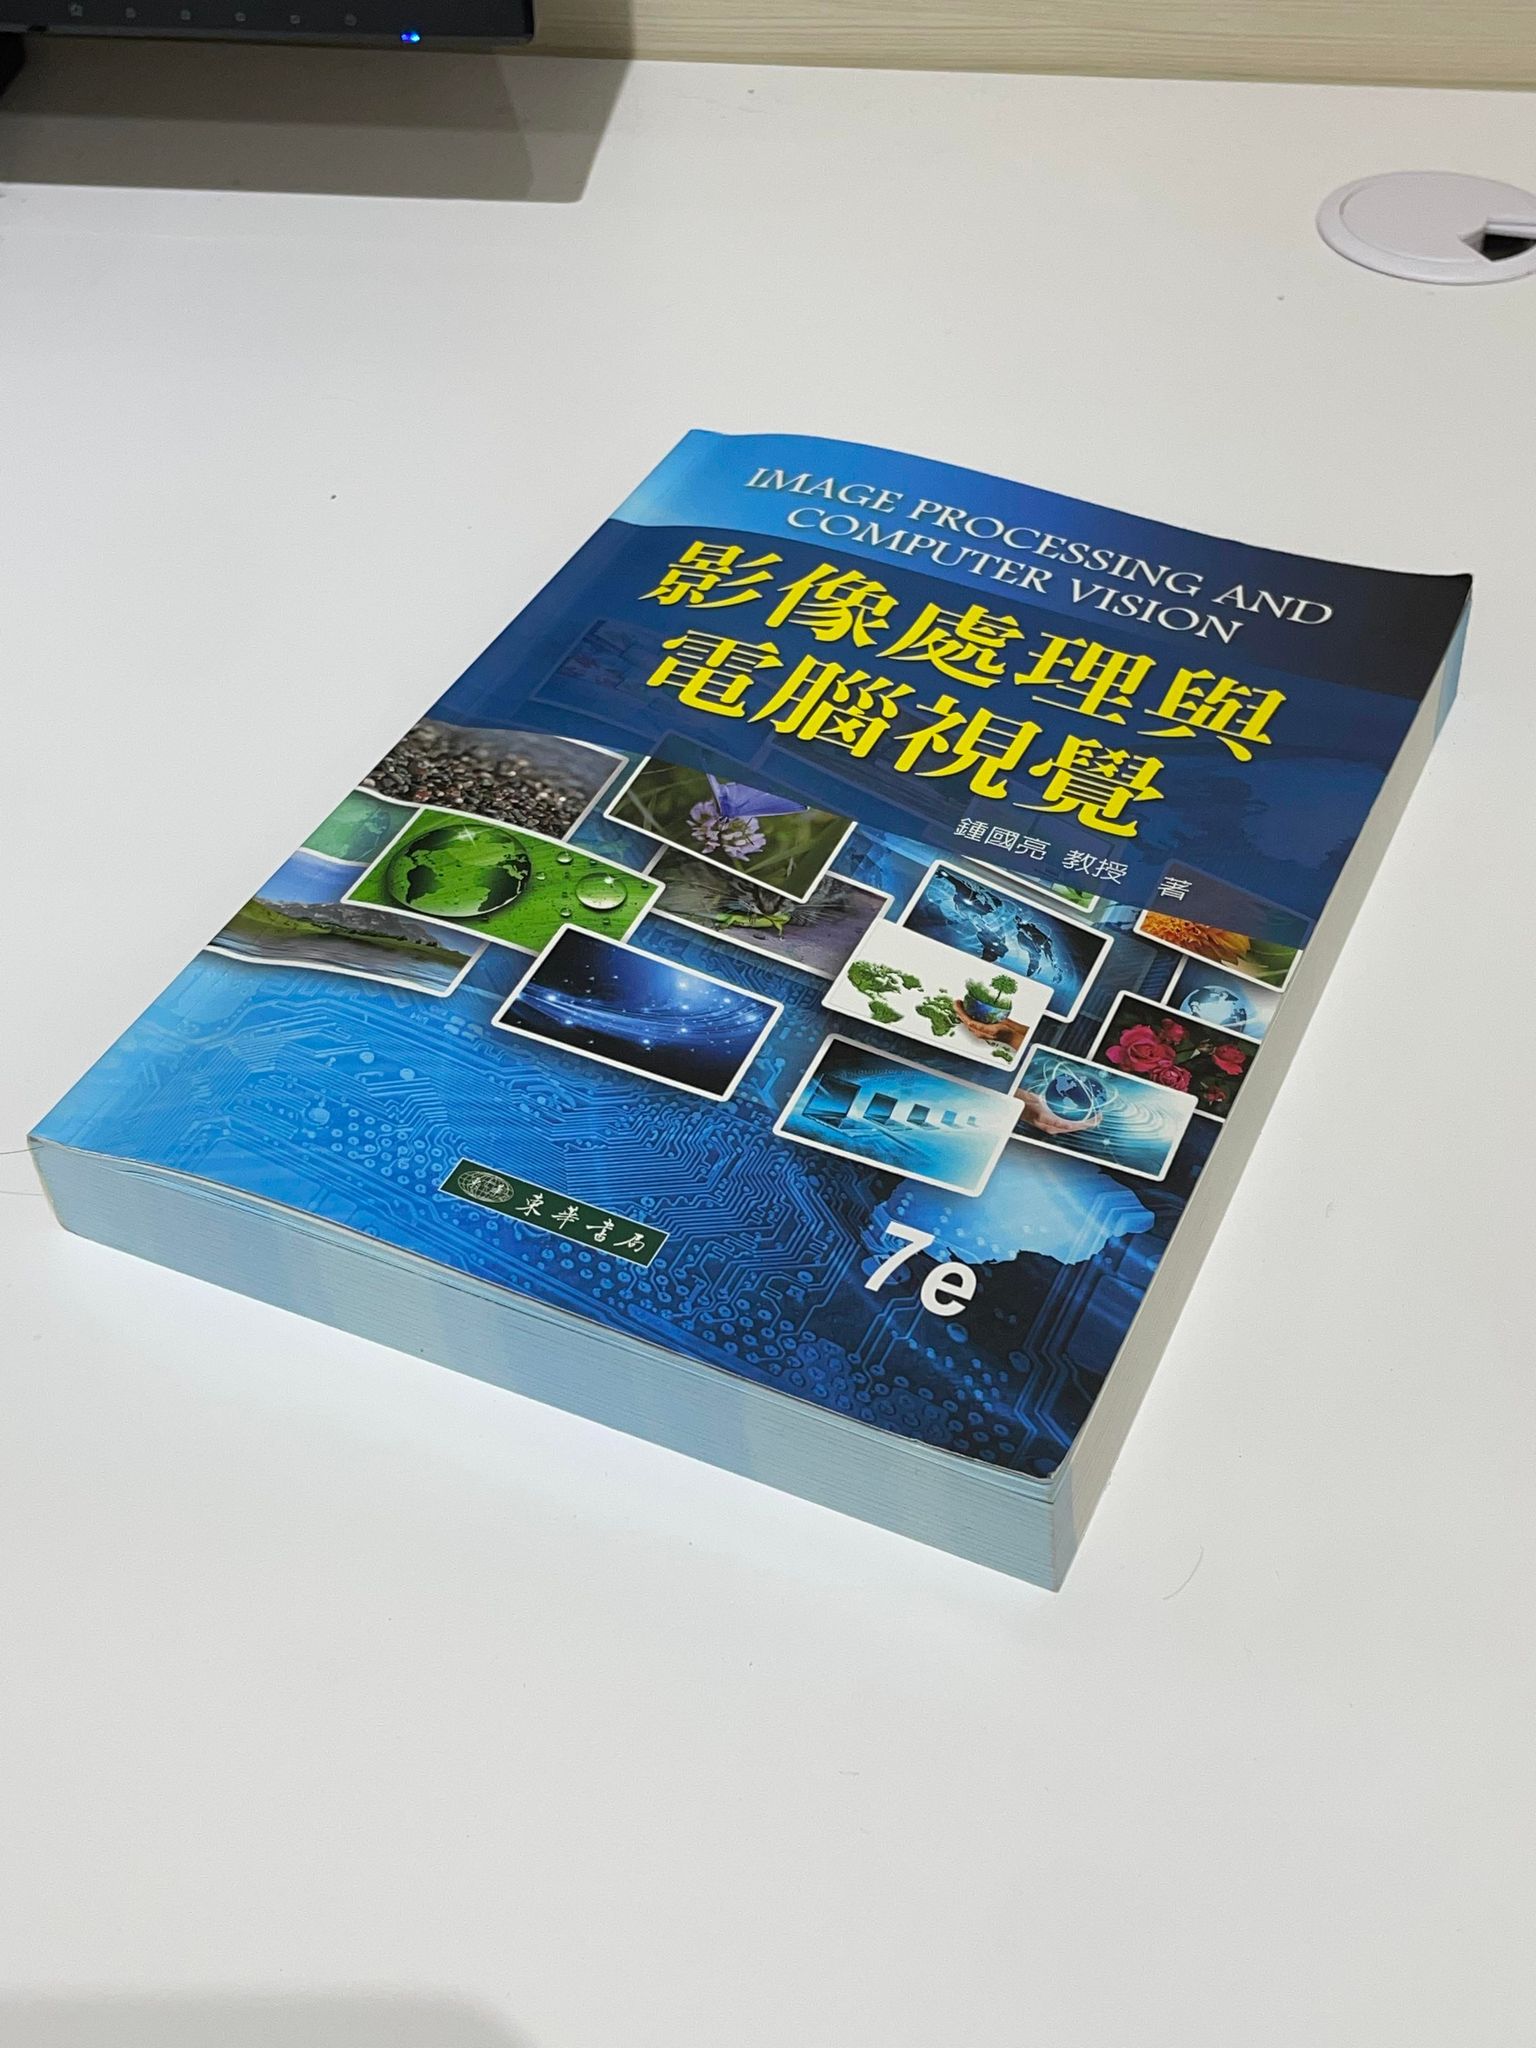 IMAGE PROCESSING AND
COMPUTER VISION
影像處理與
電腦視覺
鍾國亮 教授 著
東華書局
7e